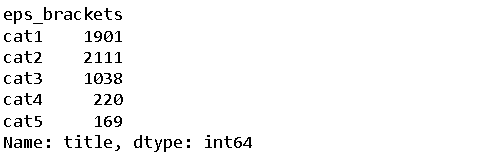 eps_brackets
cat1    1901
cat2    2111
cat3    1038
cat4     220
cat5     169
Name: title, dtype: int64